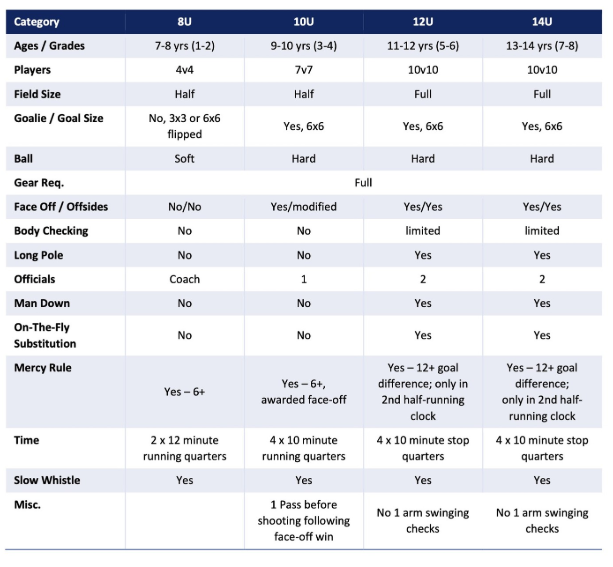 Category 8U 10U 12U 14U
Ages / Grades 7-8 yrs (1-2) 9-10 yrs (3-4) 11-12 yrs (5-6) 13-14 yrs (7-8)
Players 4v4 7v7 10v10 10v10
Field Size Half Half Full Full
Goalie / Goal Size No, 3x3 or 6x6 flipped Yes, 6x6 Yes, 6x6 Yes, 6x6
Ball Soft Hard Hard Hard
Gear Req. Full
Face Off / Offsides No/No Yes/modified Yes/Yes Yes/Yes
Body Checking No No limited limited
Long Pole No No Yes Yes
Officials Coach 1 2 2
Man Down No No Yes Yes
On-The-Fly Substitution No No Yes Yes
Mercy Rule Yes – 6+ Yes – 6+, awarded face-off Yes – 12+ goal difference; only in 2nd half-running clock Yes – 12+ goal difference; only in 2nd half-running clock
Time 2 x 12 minute running quarters 4 x 10 minute running quarters 4 x 10 minute stop quarters 4 x 10 minute stop quarters
Slow Whistle Yes Yes Yes Yes
Misc. 1 Pass before shooting following face-off win No 1 arm swinging checks No 1 arm swinging checks